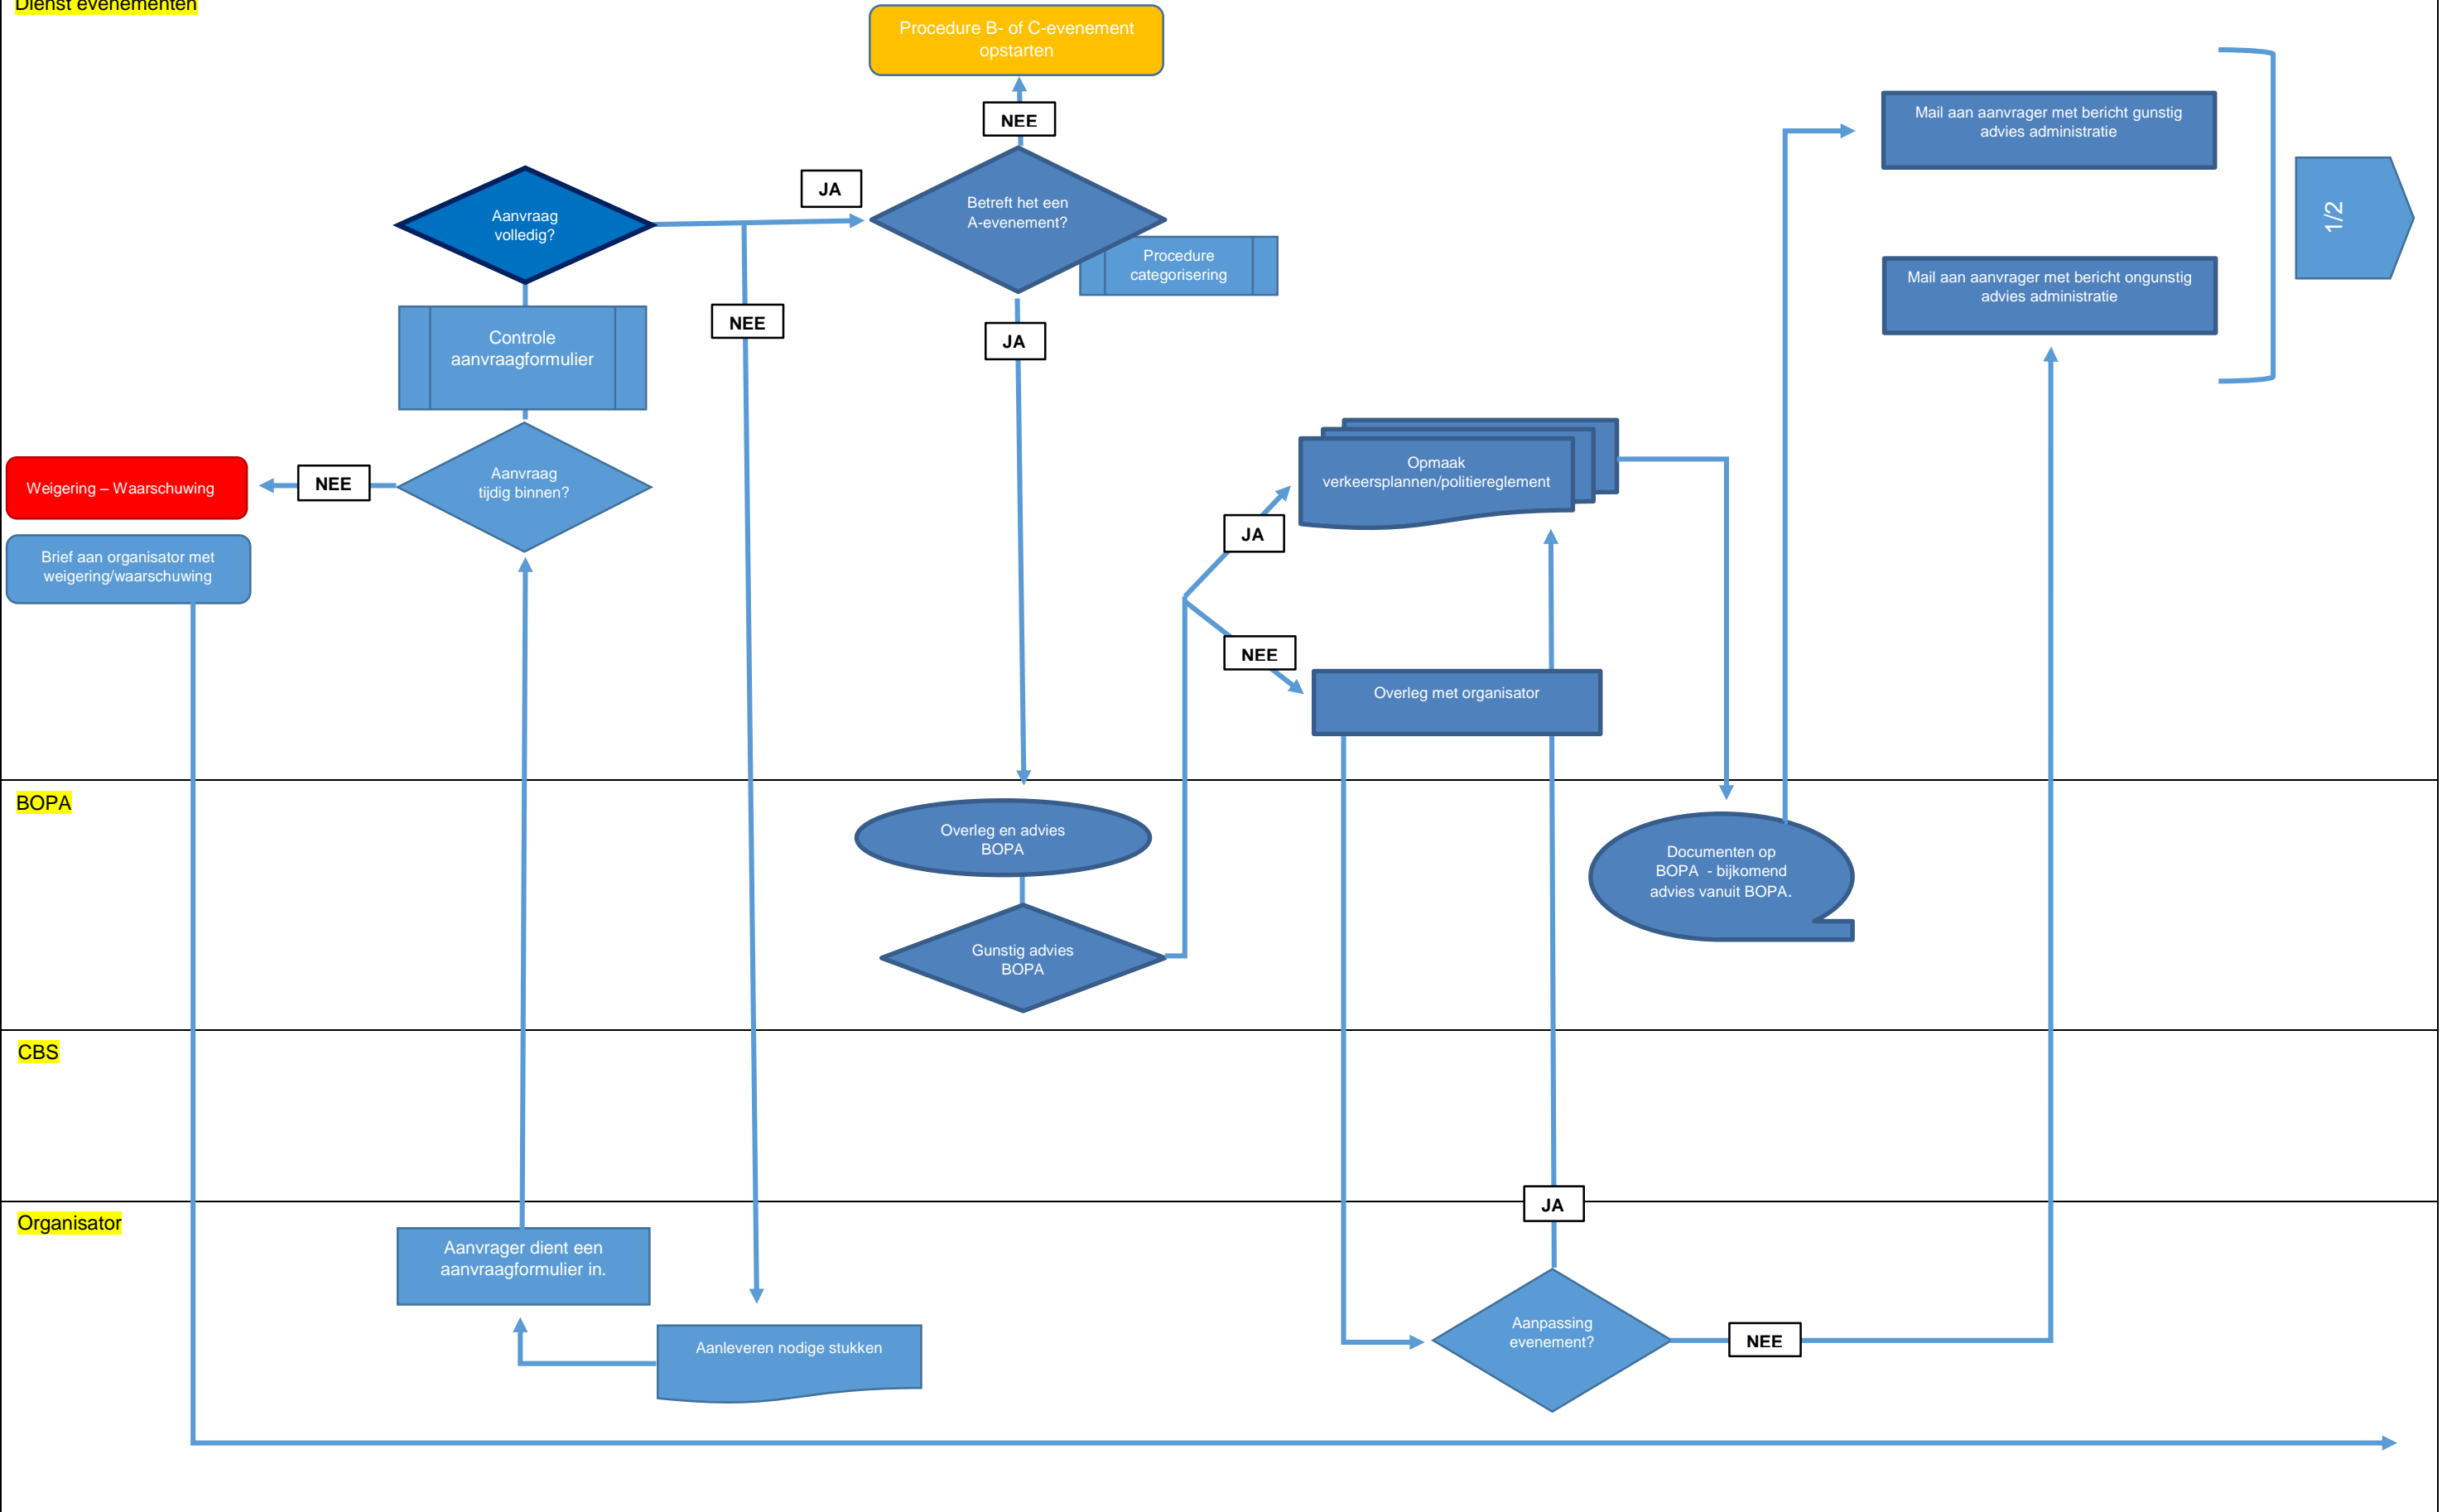 Dienst evenementen
Procedure B- of C-evenement
opstarten
NEE
Mail aan aanvrager met bericht gunstig
advies administratie
JA
Aanvraag
volledig?
Betreft het een
A-evenement?
1/2
Procedure
categorisering
Mail aan aanvrager met bericht ongunstig
advies administratie
NEE
Controle
aanvraagformulier
JA
Opmaak
verkeersplannen/politiereglement
Aanvraag
tijdig binnen?
NEE
Weigering – Waarschuwing
JA
Brief aan organisator met
weigering/waarschuwing
NEE
Overleg met organisator
BOPA
Overleg en advies
BOPA
Documenten op
BOPA - bijkomend
advies vanuit BOPA.
Gunstig advies
BOPA
CBS
JA
Organisator
Aanvrager dient een
aanvraagformulier in.
Aanpassing
evenement?
NEE
Aanleveren nodige stukken